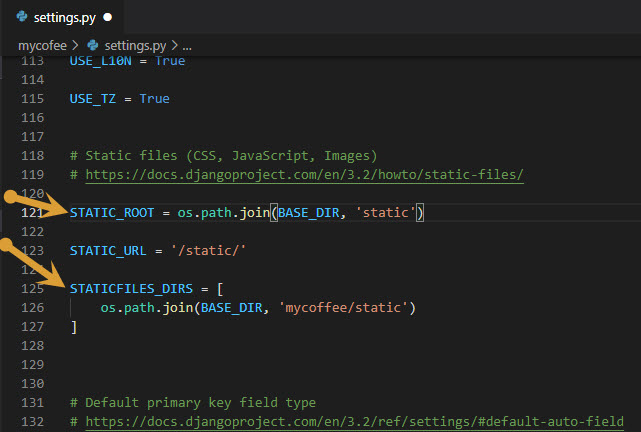 settings.py
mycofee > settings.py > ...
113 USE_L10N = True
114
115 USE_TZ = True
116
117
118 # Static files (CSS, JavaScript, Images)
119 # https://docs.djangoproject.com/en/3.2/howto/static-files/
120
121 STATIC_ROOT = os.path.join(BASE_DIR, 'static')
122
123 STATIC_URL = '/static/'
124
125 STATICFILES_DIRS = [
126     os.path.join(BASE_DIR, 'mycoffee/static')
127 ]
128
129
130
131 # Default primary key field type
132 # https://docs.djangoproject.com/en/3.2/ref/settings/#default-auto-field